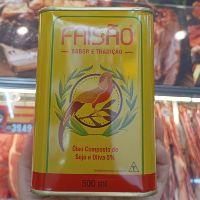 FAISÃO
SABOR E TRADIÇÃO
Óleo Composto de
Soja e Oliva 5%
500 ml